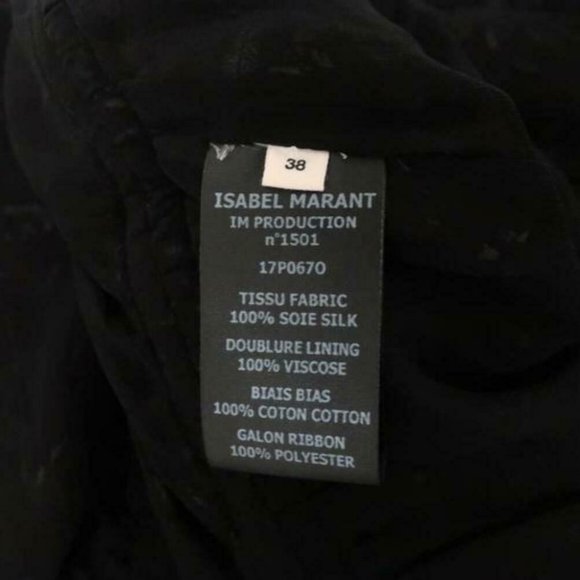 38
ISABEL MARANT
IM PRODUCTION
n°1501
17P067O
TISSU FABRIC
100% SOIE SILK
DOUBLURE LINING
100% VISCOSE
BIAIS BIAS
100% COTON COTTON
GALON RIBBON
100% POLYESTER